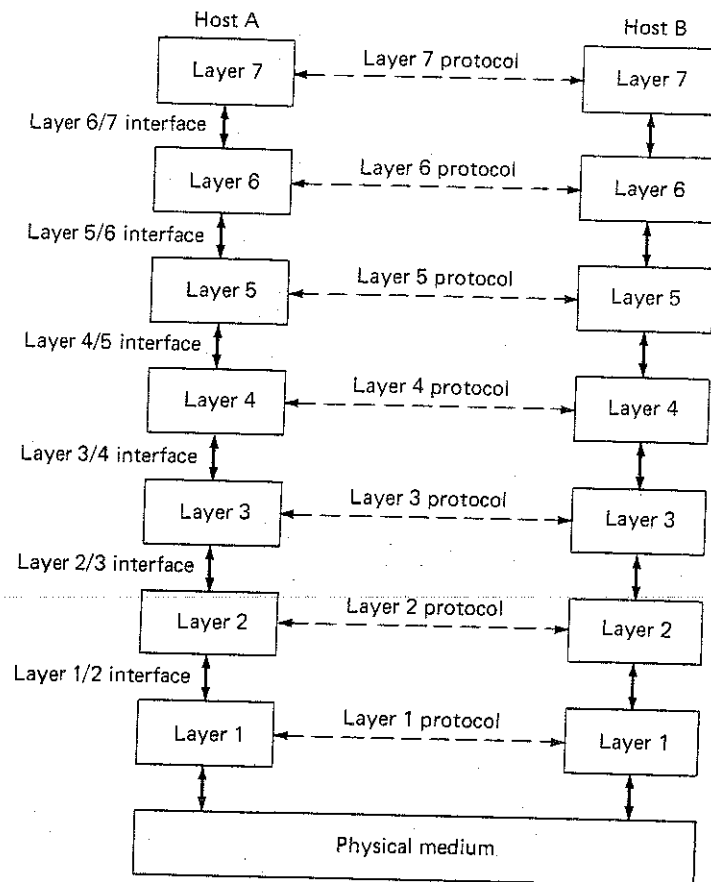 Host A
Host B
Layer 7
Layer 7 protocol
Layer 7
Layer 6/7 interface
Layer 6
Layer 6 protocol
Layer 6
Layer 5/6 interface
Layer 5
Layer 5 protocol
Layer 5
Layer 4/5 interface
Layer 4
Layer 4 protocol
Layer 4
Layer 3/4 interface
Layer 3
Layer 3 protocol
Layer 3
Layer 2/3 interface
Layer 2
Layer 2 protocol
Layer 2
Layer 1/2 interface
Layer 1
Layer 1 protocol
Layer 1
Physical medium